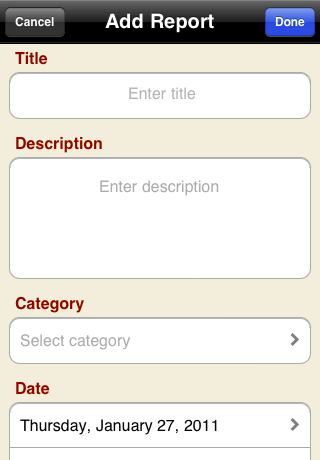 Cancel
Add Report
Done
Title
Enter title
Description
Enter description
Category
Select category
Date
Thursday, January 27, 2011